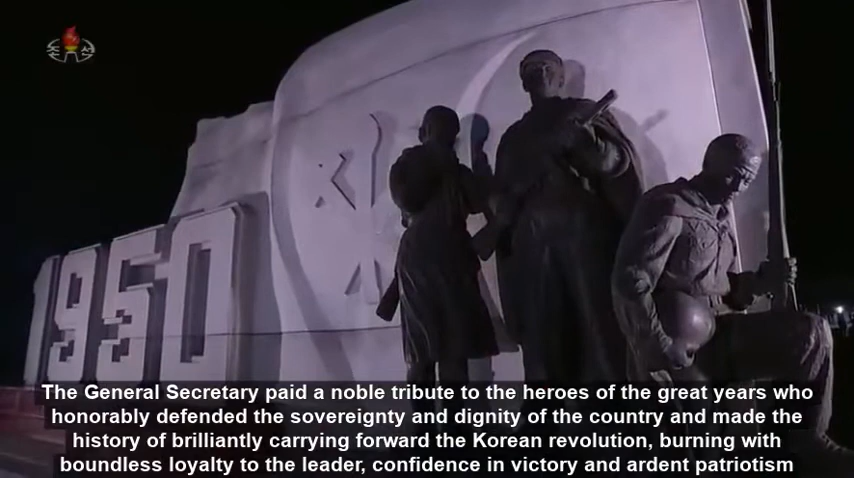 조선
1950
The General Secretary paid a noble tribute to the heroes of the great years who
honorably defended the sovereignty and dignity of the country and made the
history of brilliantly carrying forward the Korean revolution, burning with
boundless loyalty to the leader, confidence in victory and ardent patriotism